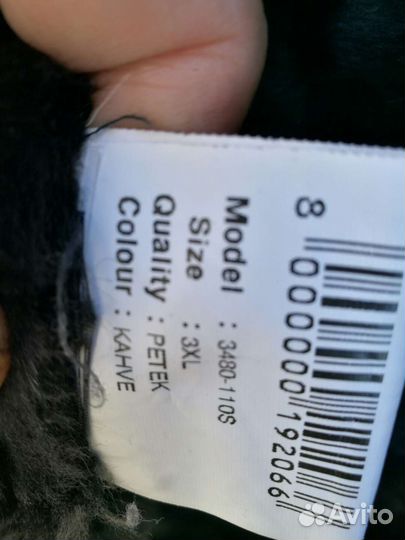 Model : 3480-110S
Size : 3XL
Quality : PETEK
Colour : KAHVE
8 000000 192066
Avito